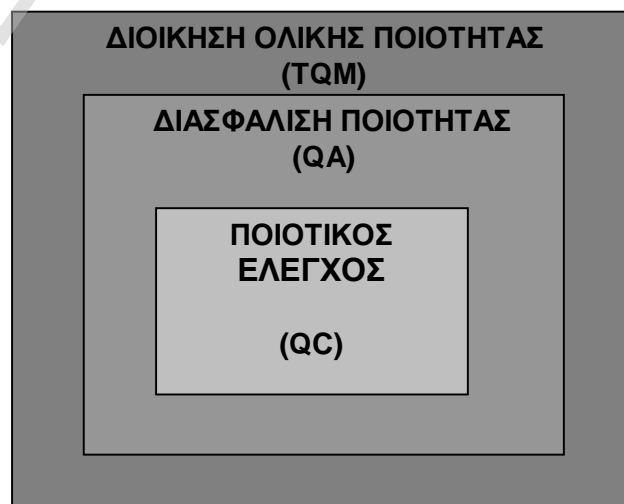 ΔΙΟΙΚΗΣΗ ΟΛΙΚΗΣ ΠΟΙΟΤΗΤΑΣ
(TQM)
ΔΙΑΣΦΑΛΙΣΗ ΠΟΙΟΤΗΤΑΣ
(QA)
ΠΟΙΟΤΙΚΟΣ
ΕΛΕΓΧΟΣ
(QC)